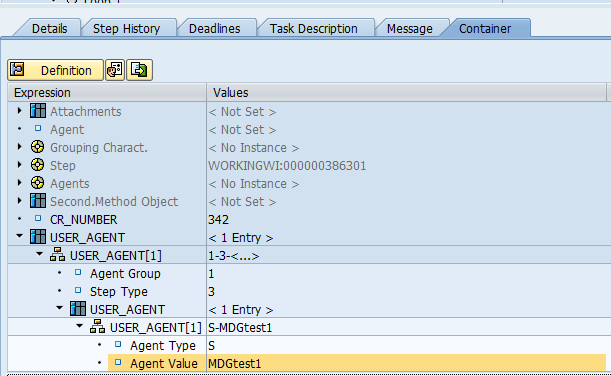 Details Step History Deadlines Task Description Message Container
Definition
Expression Values
Attachments < Not Set >
Agent < Not Set >
Grouping Charact. < No Instance >
Step WORKINGWI:000000386301
Agents < No Instance >
Second.Method Object < Not Set >
CR_NUMBER 342
USER_AGENT < 1 Entry >
USER_AGENT[1] 1-3-<...>
Agent Group 1
Step Type 3
USER_AGENT < 1 Entry >
USER_AGENT[1] S-MDGtest1
Agent Type S
Agent Value MDGtest1